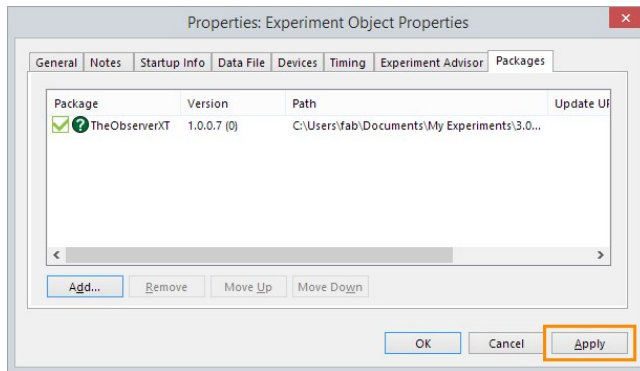 Properties: Experiment Object Properties
General Notes Startup Info Data File Devices Timing Experiment Advisor Packages
Package Version Path Update
TheObserverXT 1.0.0.7 (0) C:\Users\fab\Documents\My Experiments\3.0...
Add... Remove Move Up Move Down
OK Cancel Apply